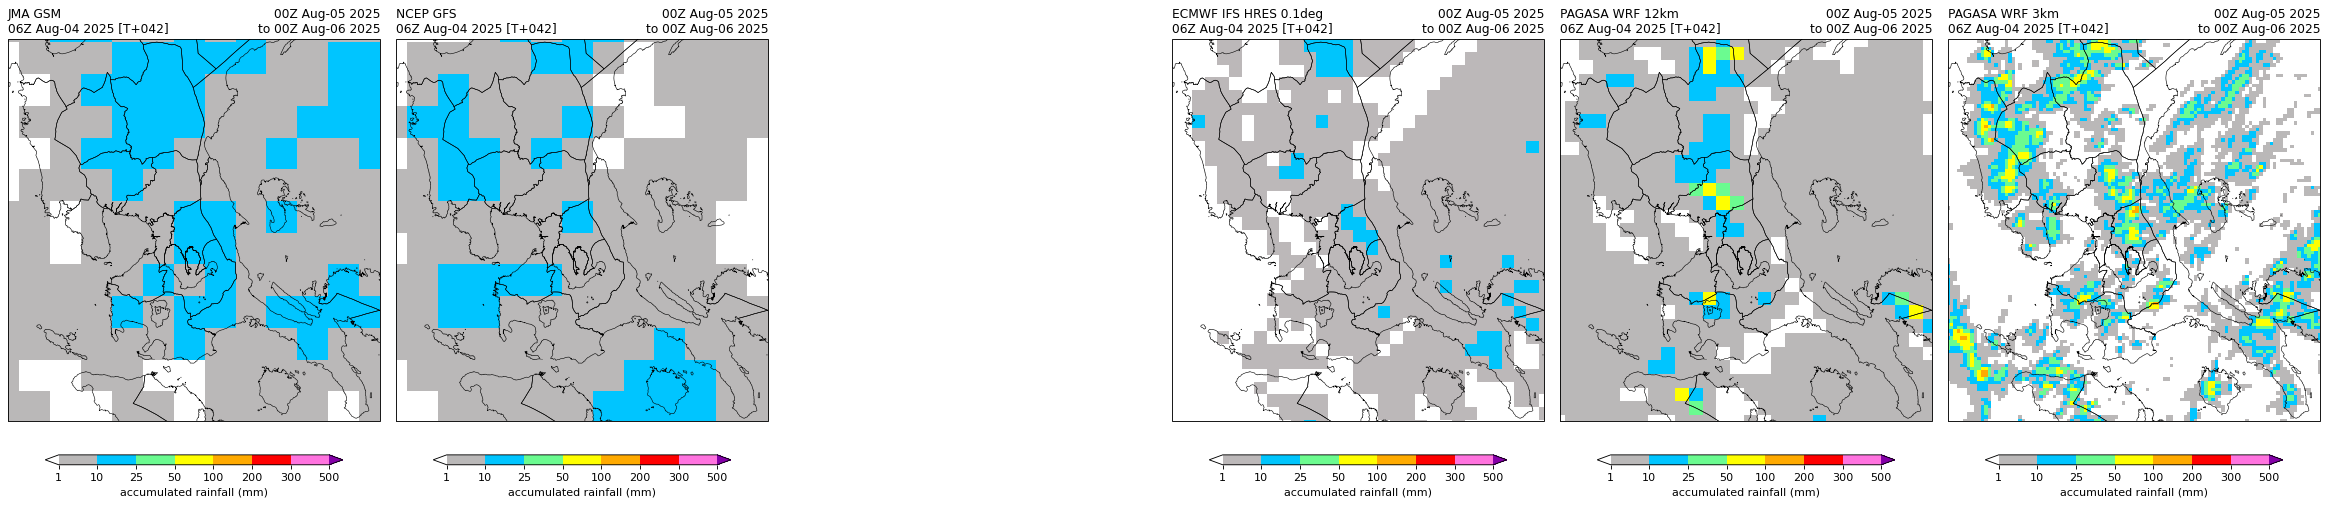 JMA GSM 00Z Aug-05 2025
06Z Aug-04 2025 [T+042] to 00Z Aug-06 2025
NCEP GFS 00Z Aug-05 2025
06Z Aug-04 2025 [T+042] to 00Z Aug-06 2025
ECMWF IFS HRES 0.1deg 00Z Aug-05 2025
06Z Aug-04 2025 [T+042] to 00Z Aug-06 2025
PAGASA WRF 12km 00Z Aug-05 2025
06Z Aug-04 2025 [T+042] to 00Z Aug-06 2025
PAGASA WRF 3km 00Z Aug-05 2025
06Z Aug-04 2025 [T+042] to 00Z Aug-06 2025
1 10 25 50 100 200 300 500
accumulated rainfall (mm)
1 10 25 50 100 200 300 500
accumulated rainfall (mm)
1 10 25 50 100 200 300 500
accumulated rainfall (mm)
1 10 25 50 100 200 300 500
accumulated rainfall (mm)
1 10 25 50 100 200 300 500
accumulated rainfall (mm)